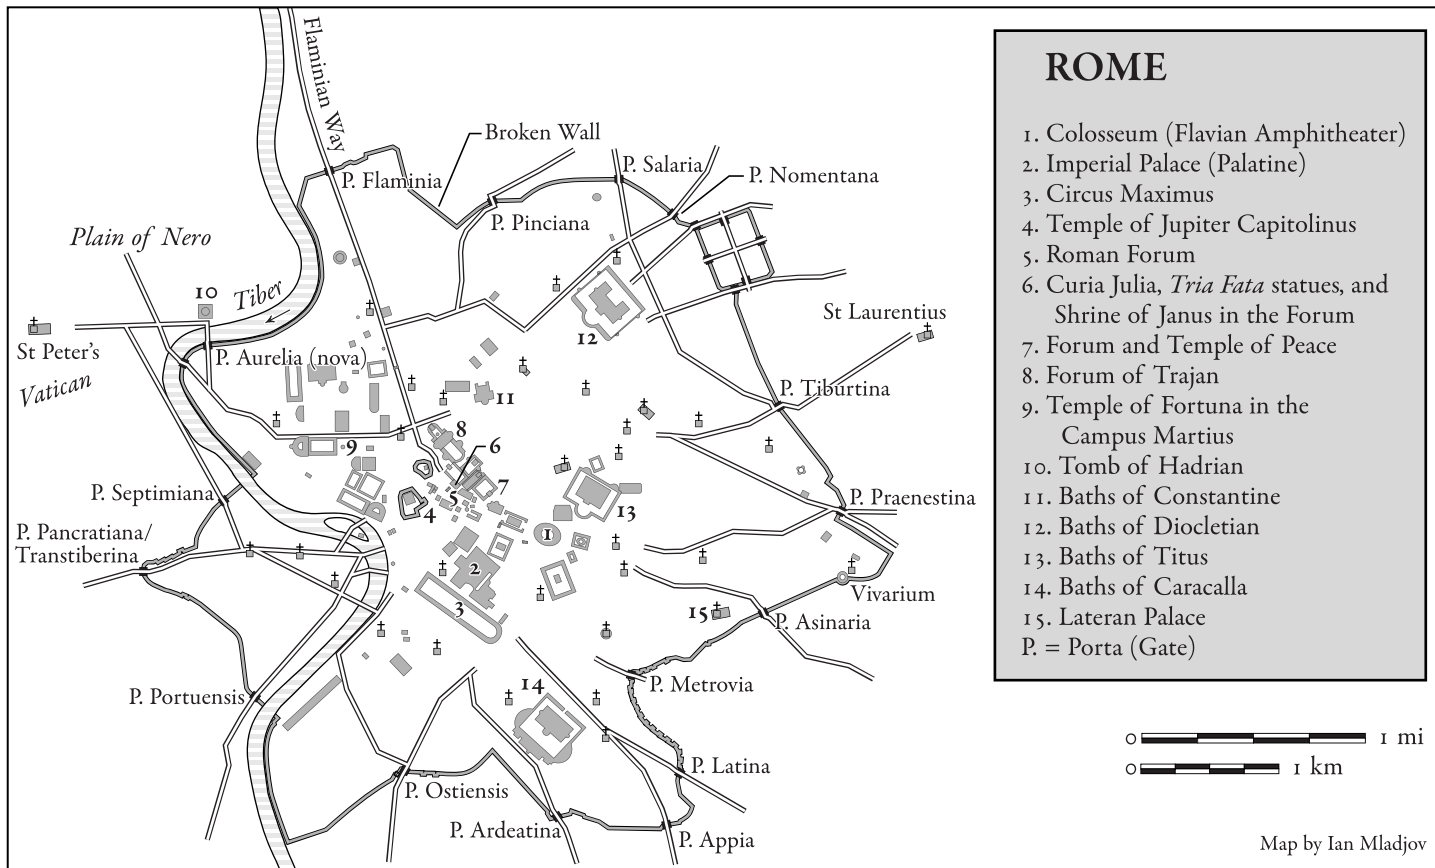 Flaminian Way
Broken Wall
P. Flaminia
P. Salaria
P. Nomentana
P. Pinciana
Plain of Nero
10
Tiber
St Peter's
Vatican
P. Aurelia (nova)
12
St Laurentius
11
P. Tiburtina
8
9
6
5
7
4
13
P. Septimiana
P. Praenestina
P. Pancratiana/
Transtiberina
1
2
3
Vivarium
15
P. Asinaria
P. Metrovia
14
P. Portuensis
P. Latina
P. Ostiensis
P. Ardeatina
P. Appia
ROME
1. Colosseum (Flavian Amphitheater)
2. Imperial Palace (Palatine)
3. Circus Maximus
4. Temple of Jupiter Capitolinus
5. Roman Forum
6. Curia Julia, Tria Fata statues, and
Shrine of Janus in the Forum
7. Forum and Temple of Peace
8. Forum of Trajan
9. Temple of Fortuna in the
Campus Martius
10. Tomb of Hadrian
11. Baths of Constantine
12. Baths of Diocletian
13. Baths of Titus
14. Baths of Caracalla
15. Lateran Palace
P. = Porta (Gate)
0 1 mi
0 1 km
Map by Ian Mladjov